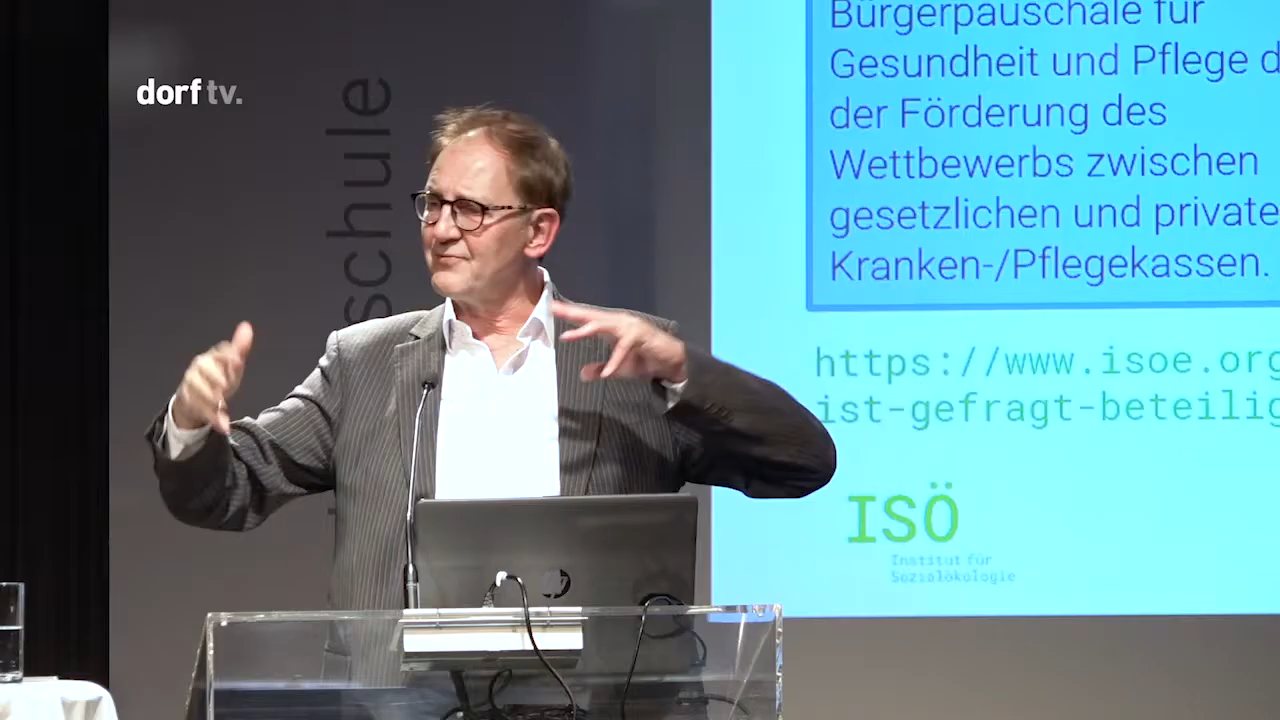 dorf tv.
schule
Bürgerpauschale für
Gesundheit und Pflege d
der Förderung des
Wettbewerbs zwischen
gesetzlichen und private
Kranken-/Pflegekassen.
https://www.isoe.org
ist-gefragt-beteilig
ISÖ
Institut für
Sozialökologie
hp